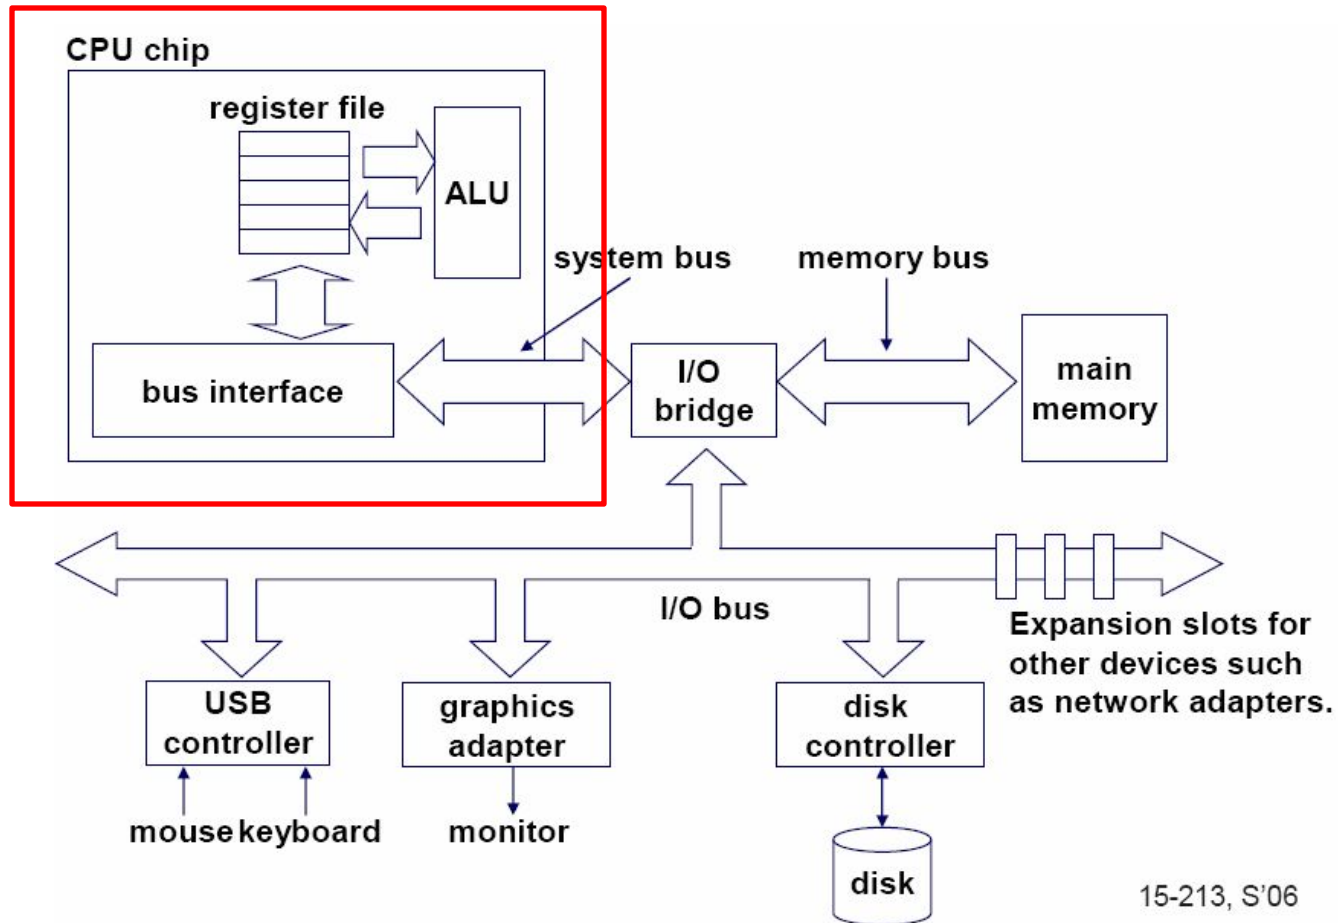 CPU chip
register file
ALU
system bus
memory bus
bus interface
I/O
bridge
main
memory
I/O bus
Expansion slots for
other devices such
as network adapters.
USB
controller
graphics
adapter
disk
controller
mouse keyboard
monitor
disk
15-213, S'06